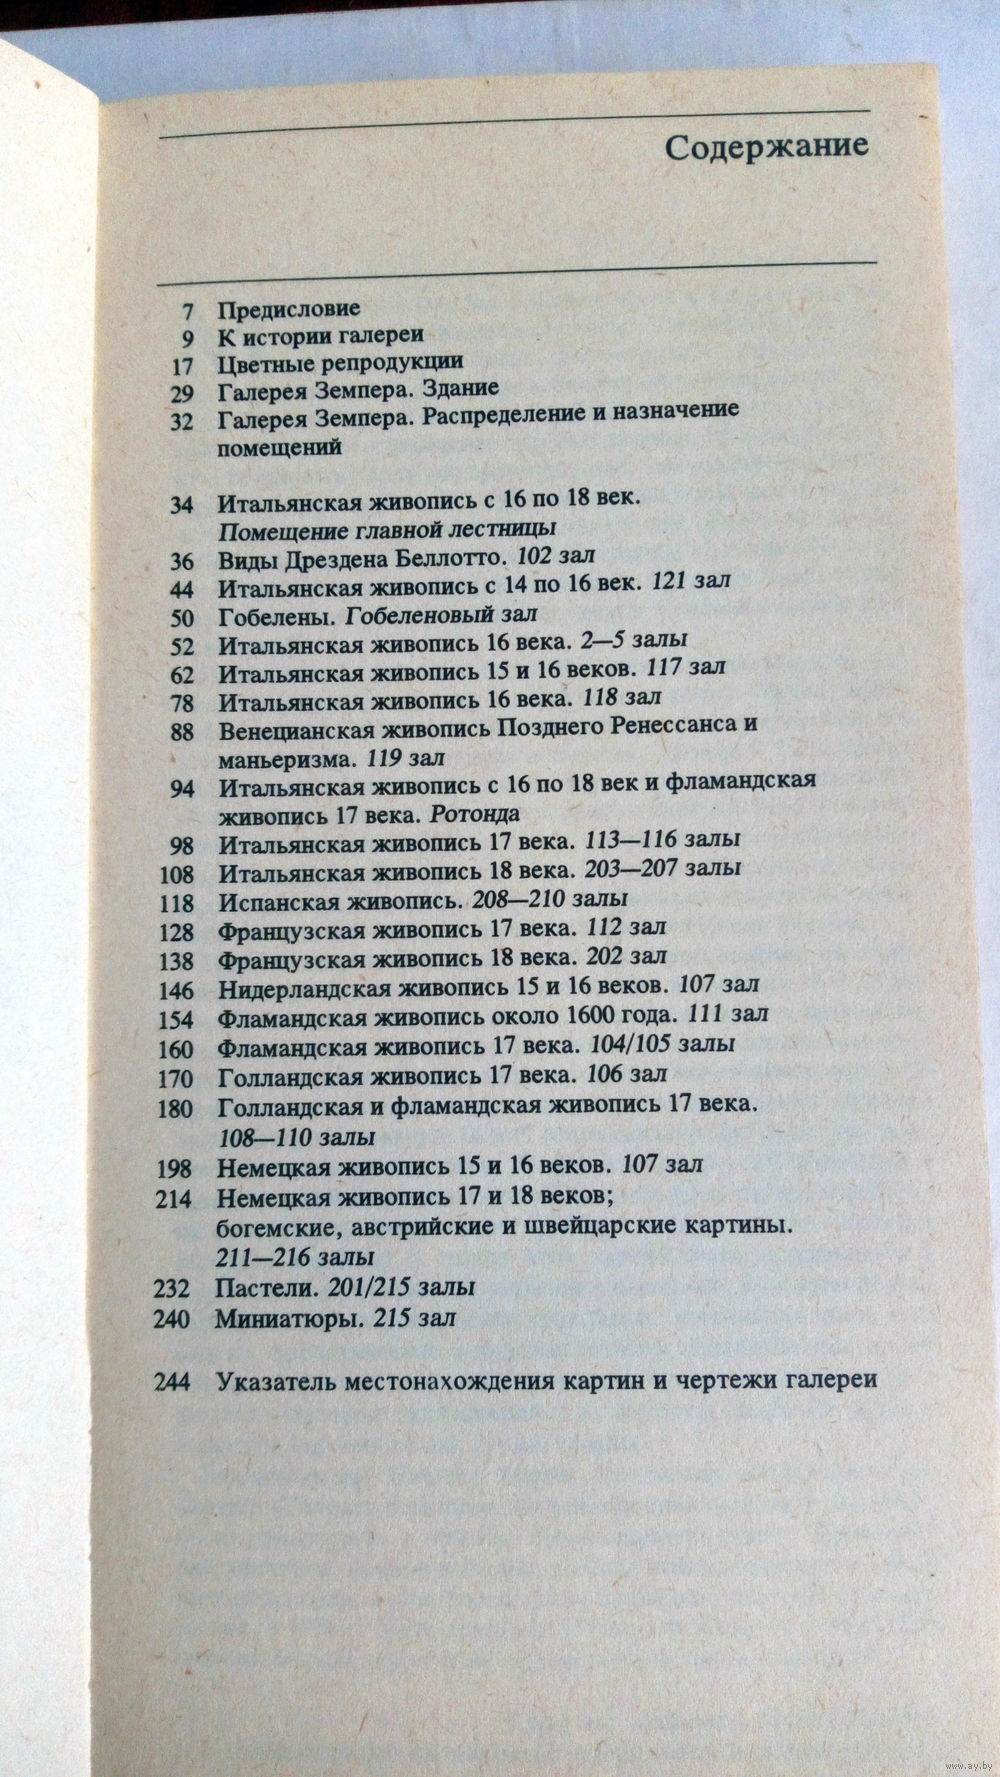 Содержание
7 Предисловие
9 К истории галереи
17 Цветные репродукции
29 Галерея Земпера. Здание
32 Галерея Земпера. Распределение и назначение
помещений
34 Итальянская живопись с 16 по 18 век.
Помещение главной лестницы
36 Виды Дрездена Беллотто. 102 зал
44 Итальянская живопись с 14 по 16 век. 121 зал
50 Гобелены. Гобеленовый зал
52 Итальянская живопись 16 века. 2—5 залы
62 Итальянская живопись 15 и 16 веков. 117 зал
78 Итальянская живопись 16 века. 118 зал
88 Венецианская живопись Позднего Ренессанса и
маньеризма. 119 зал
94 Итальянская живопись с 16 по 18 век и фламандская
живопись 17 века. Ротонда
98 Итальянская живопись 17 века. 113—116 залы
108 Итальянская живопись 18 века. 203—207 залы
118 Испанская живопись. 208—210 залы
128 Французская живопись 17 века. 112 зал
138 Французская живопись 18 века. 202 зал
146 Нидерландская живопись 15 и 16 веков. 107 зал
154 Фламандская живопись около 1600 года. 111 зал
160 Фламандская живопись 17 века. 104/105 залы
170 Голландская живопись 17 века. 106 зал
180 Голландская и фламандская живопись 17 века.
108—110 залы
198 Немецкая живопись 15 и 16 веков. 107 зал
214 Немецкая живопись 17 и 18 веков;
богемские, австрийские и швейцарские картины.
211—216 залы
232 Пастели. 201/215 залы
240 Миниатюры. 215 зал
244 Указатель местонахождения картин и чертежи галереи
www.ay.by